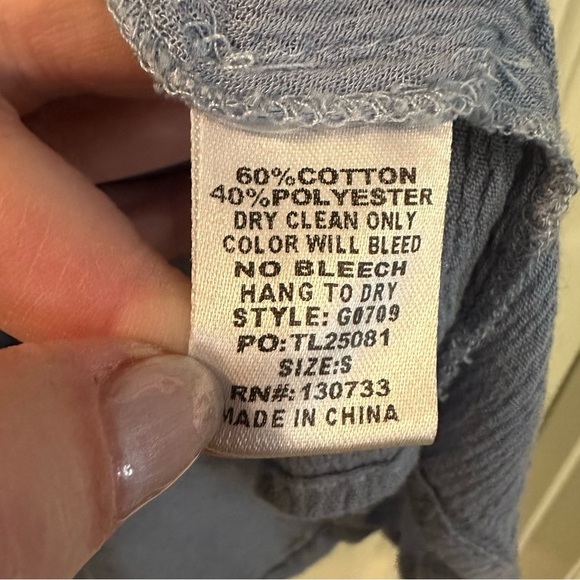 60%COTTON
40%POLYESTER
DRY CLEAN ONLY
COLOR WILL BLEED
NO BLEECH
HANG TO DRY
STYLE: G0709
PO:TL25081
SIZE:S
RN#:130733
MADE IN CHINA